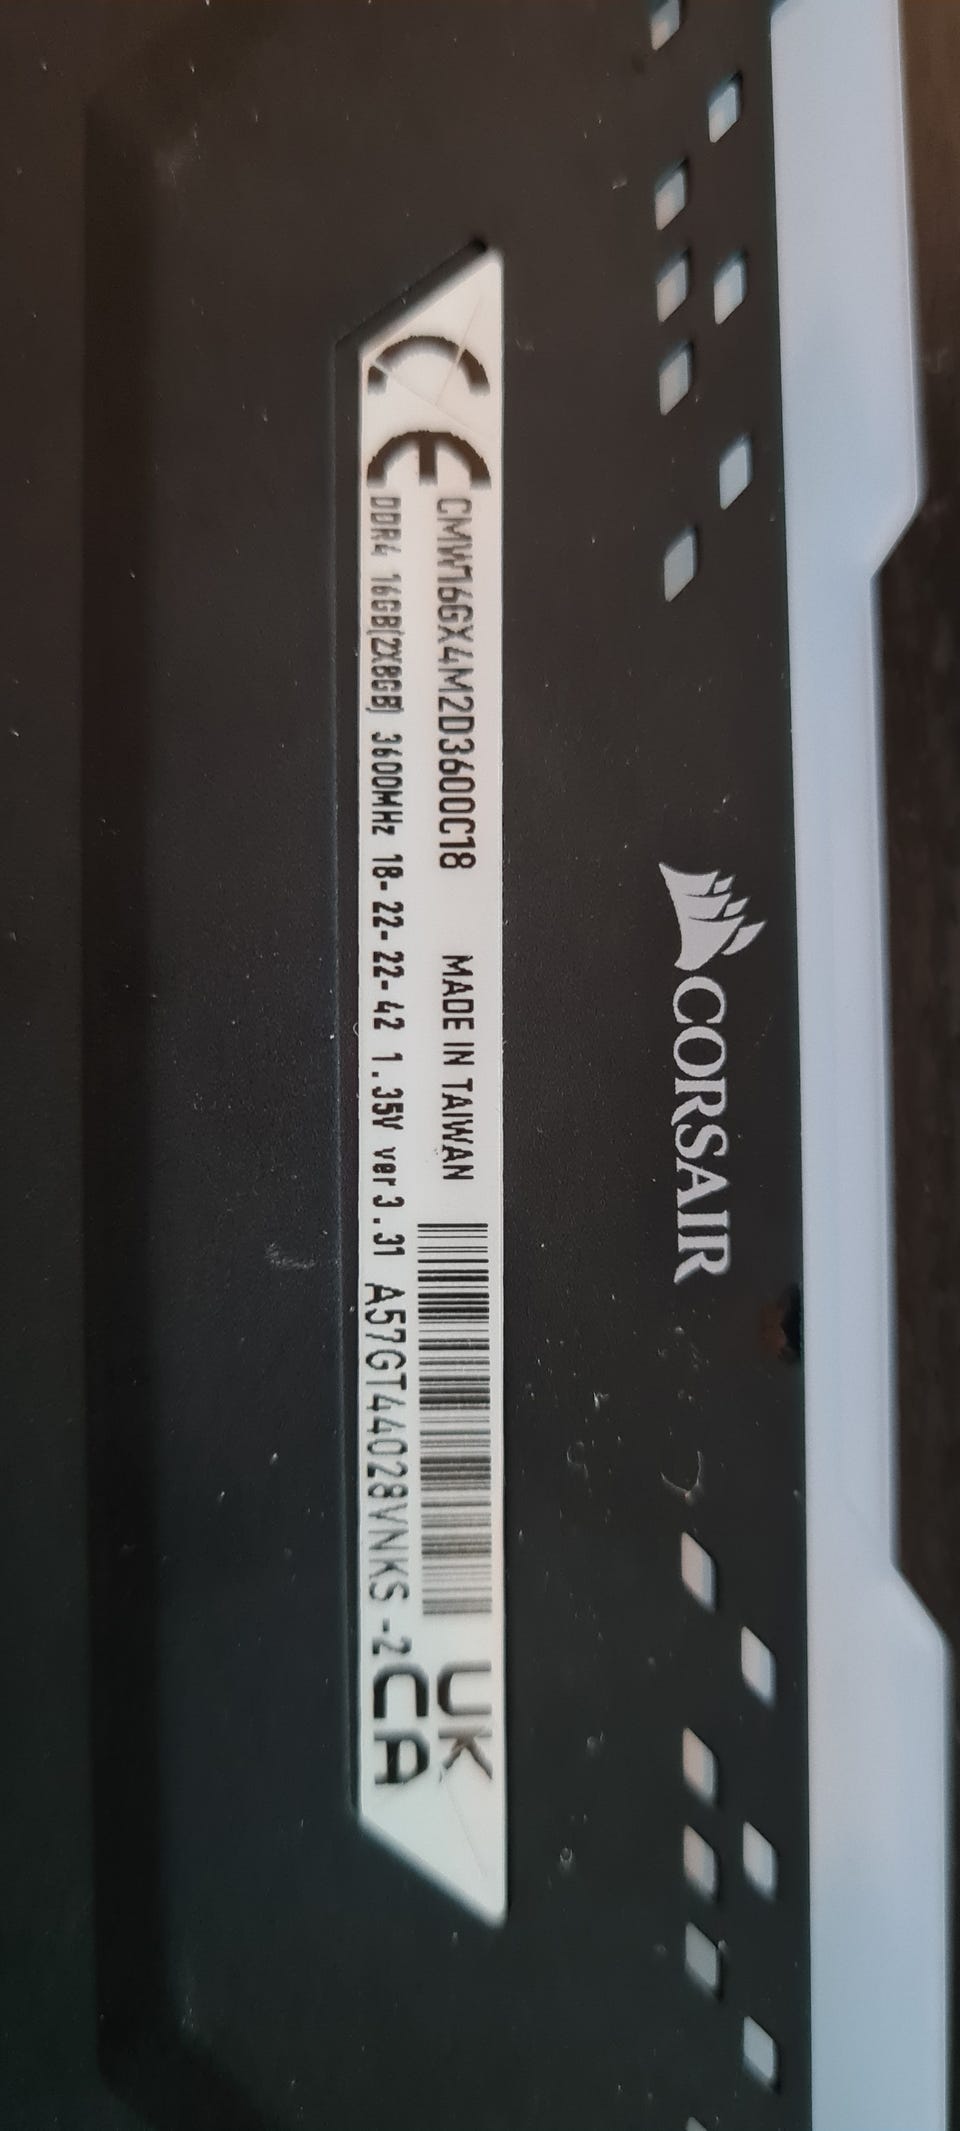 CORSAIR
CE
CMW16GX4M2D3600C18 MADE IN TAIWAN
DDR4 16GB(2X8GB) 3600MHz 18-22-22-42 1.35V ver3.31 A57GT44028VNKS-2
UK
CA